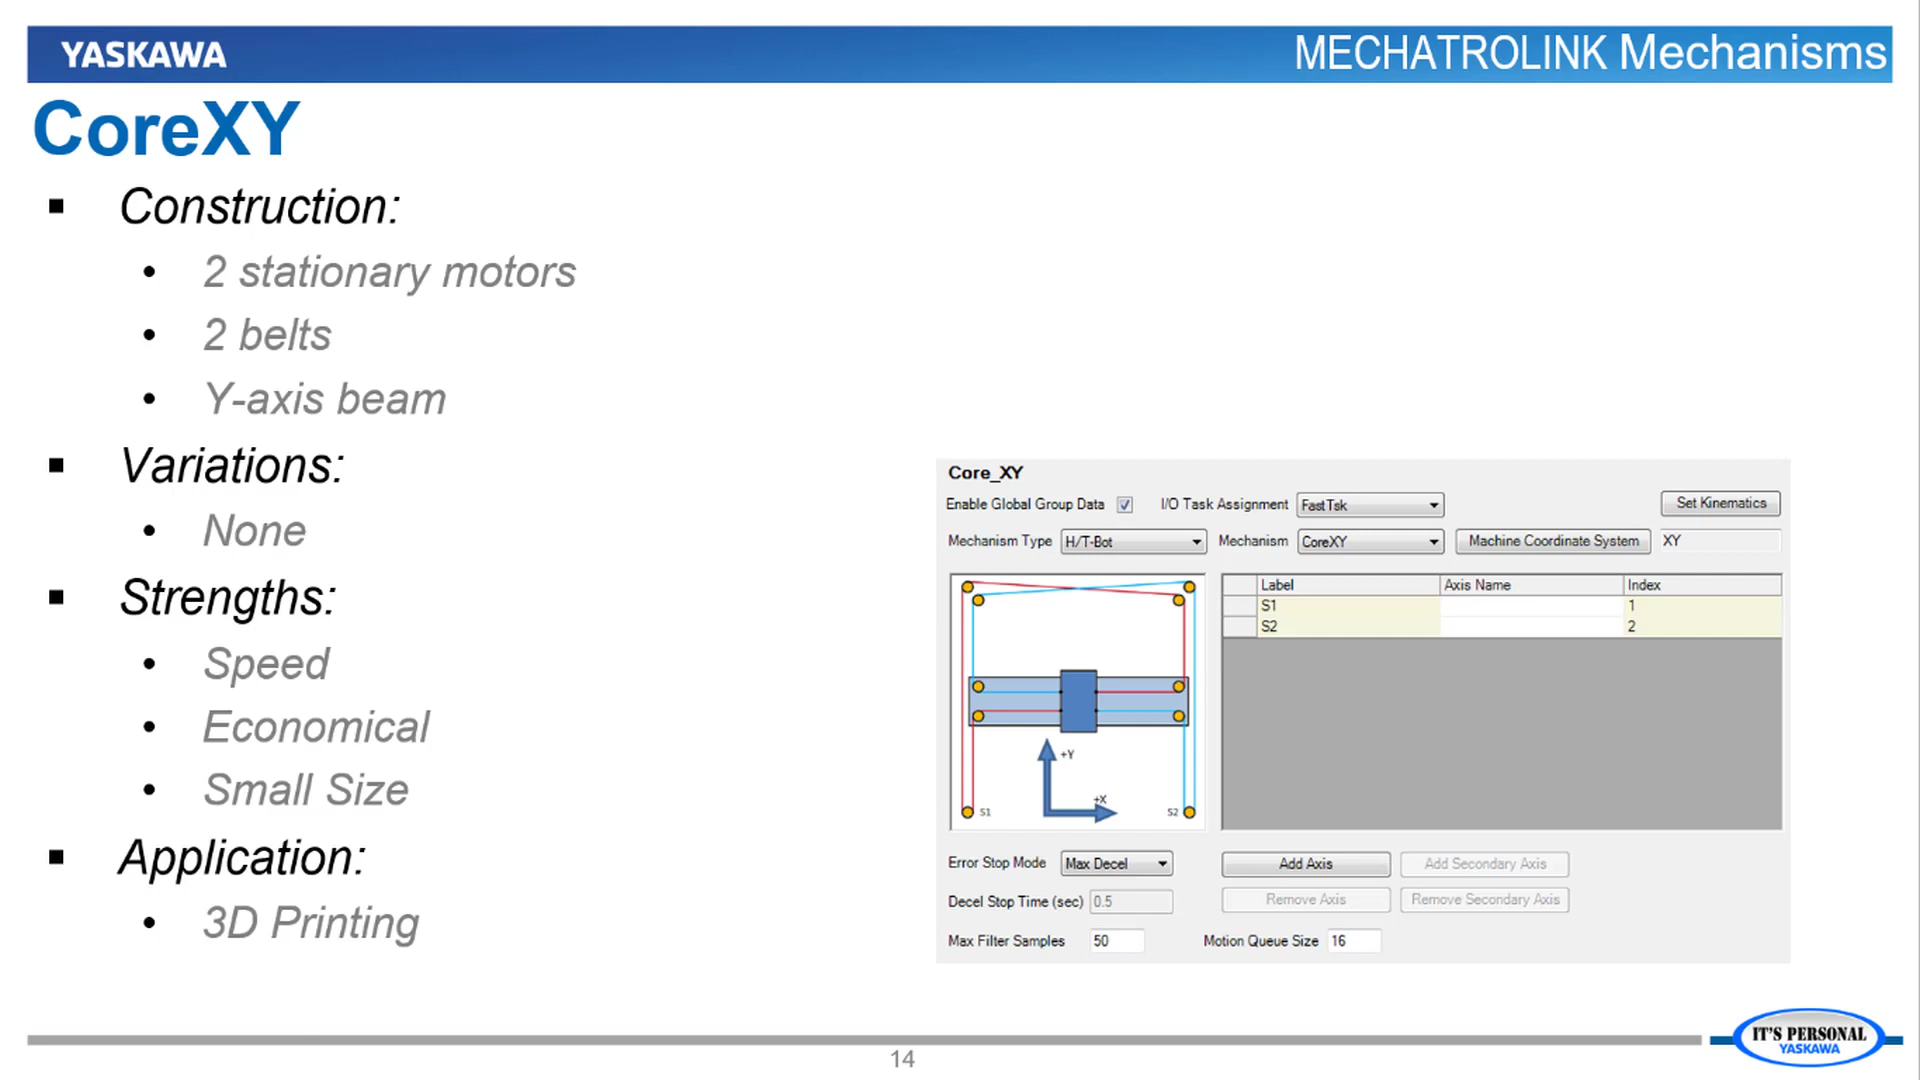 YASKAWA
MECHATROLINK Mechanisms
CoreXY
Construction:
2 stationary motors
2 belts
Y-axis beam
Variations:
None
Strengths:
Speed
Economical
Small Size
Application:
3D Printing
Core_XY
Enable Global Group Data
I/O Task Assignment
FastTsk
Set Kinematics
Mechanism Type
H/T-Bot
Mechanism
CoreXY
Machine Coordinate System
XY
Label Axis Name Index
S1 1
S2 2
+Y
+X
S1
S2
Error Stop Mode
Max Decel
Add Axis
Add Secondary Axis
Decel Stop Time (sec)
0.5
Remove Axis
Remove Secondary Axis
Max Filter Samples
50
Motion Queue Size
16
IT'S PERSONAL
YASKAWA
14